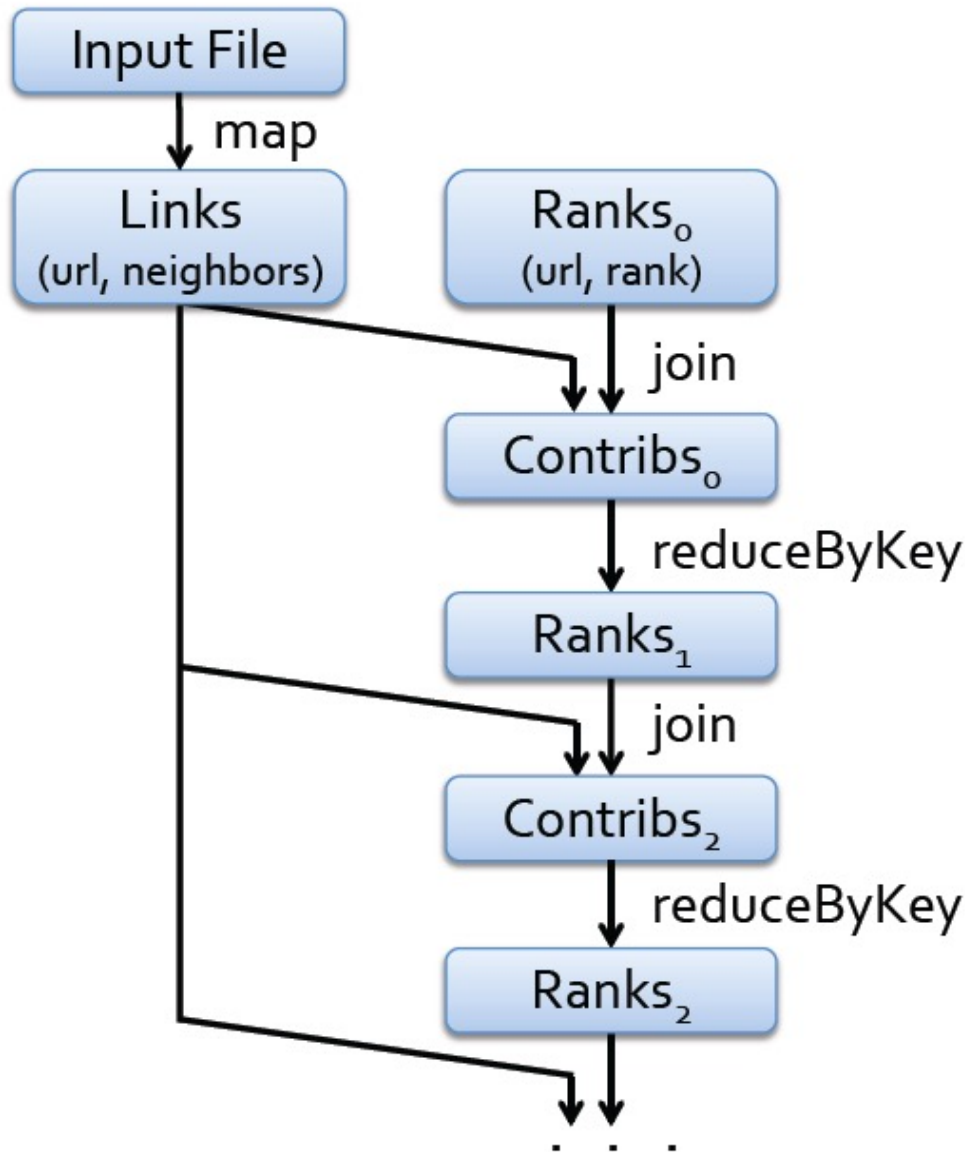 Input File
map
Links
(url, neighbors)
Ranks₀
(url, rank)
join
Contribs₀
reduceByKey
Ranks₁
join
Contribs₂
reduceByKey
Ranks₂
. . .